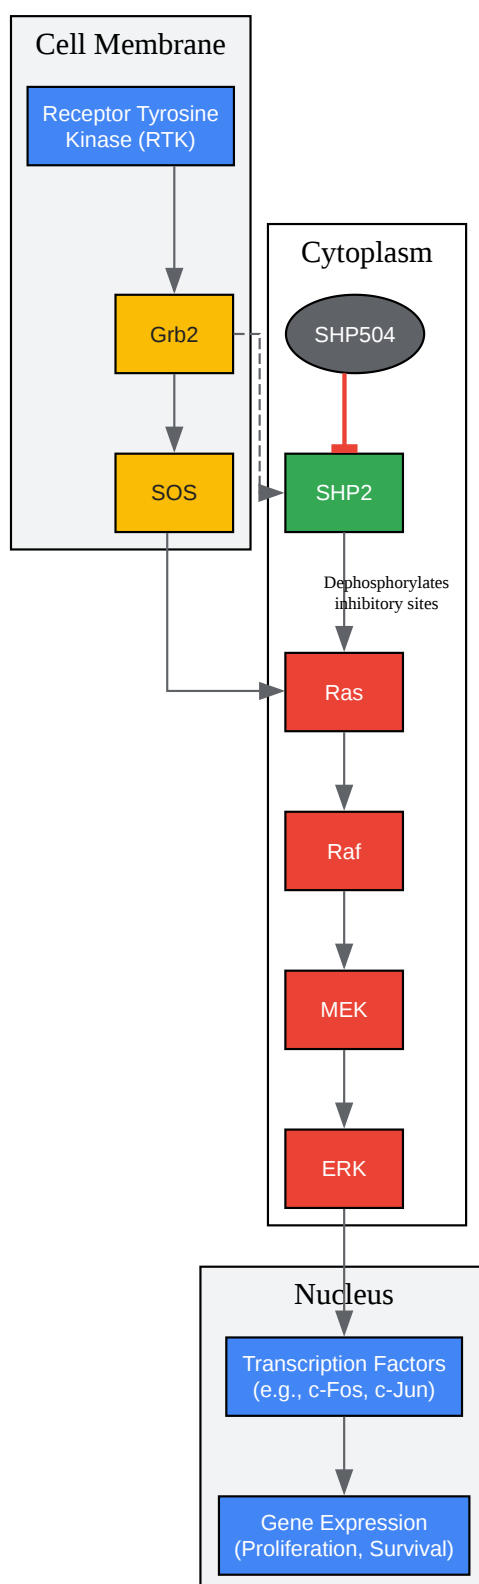 Cell Membrane
Receptor Tyrosine
Kinase (RTK)
Grb2
SOS
Cytoplasm
SHP504
SHP2
Dephosphorylates
inhibitory sites
Ras
Raf
MEK
ERK
Nucleus
Transcription Factors
(e.g., c-Fos, c-Jun)
Gene Expression
(Proliferation, Survival)